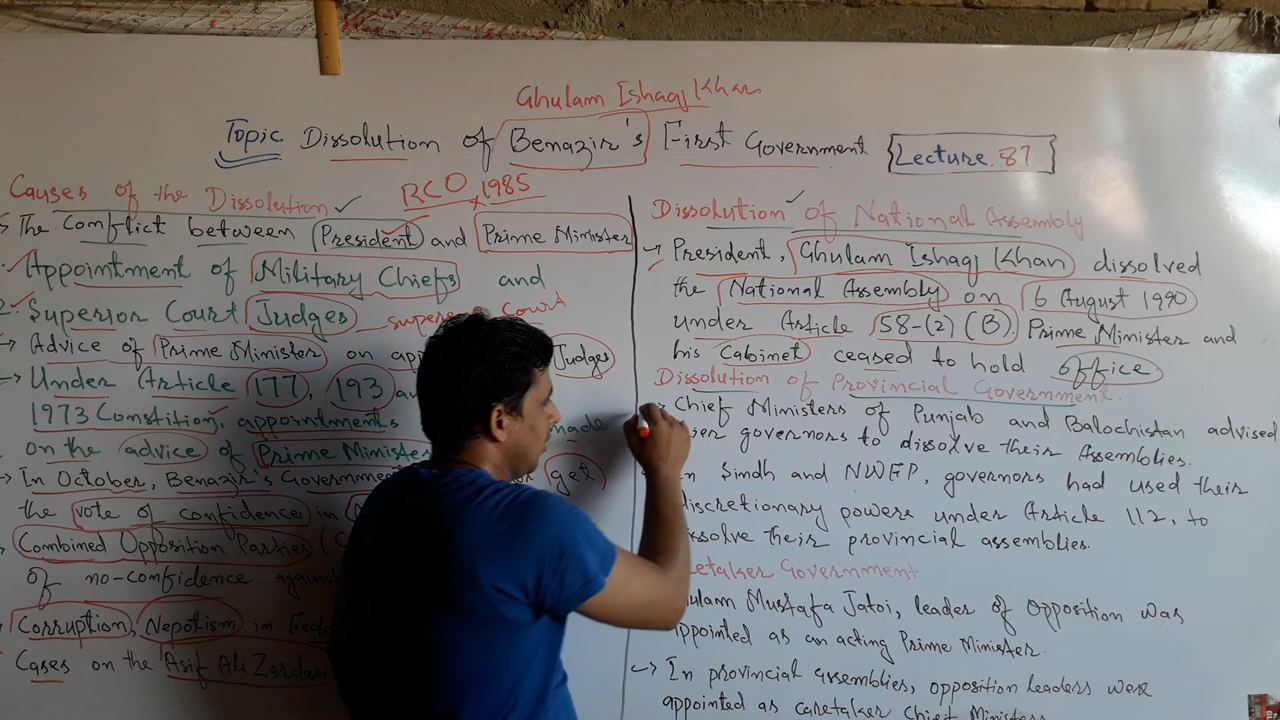 Ghulam Ishaq Khan
Topic Dissolution of Benazir's First Government
Lecture. 87
Causes of the Dissolution ✓
RCO 1985
The Conflict between President and Prime Minister
Appointment of Military Chiefs and
Superior Court Judges
Court
→ Advice of Prime Minister on Judges
→ Under Article 177, 193
1973 Constition, appointments made
on the advice of Prime Minister
→ In October, Benazir's Government get
the vote of confidence in
Combined Opposition Parties
of no-confidence
Corruption, Nepotism in
Cases on the Asif Ali Zardari
Dissolution of National Assembly
→ President, Ghulam Ishaq Khan dissolved
the National Assembly on 6 August 1990
under Article 58-(2) (B). Prime Minister and
his Cabinet ceased to hold office
Dissolution of Provincial Government.
Chief Ministers of Punjab and Balochistan advised
governors to dissolve their Assemblies.
Sindh and NWFP, governors had used their
powers under Article 112, to
their provincial assemblies.
Government
Mustafa Jatoi, leader of opposition was
as an acting Prime Minister.
→ In provincial assemblies, opposition leaders were
appointed as caretaker Chief